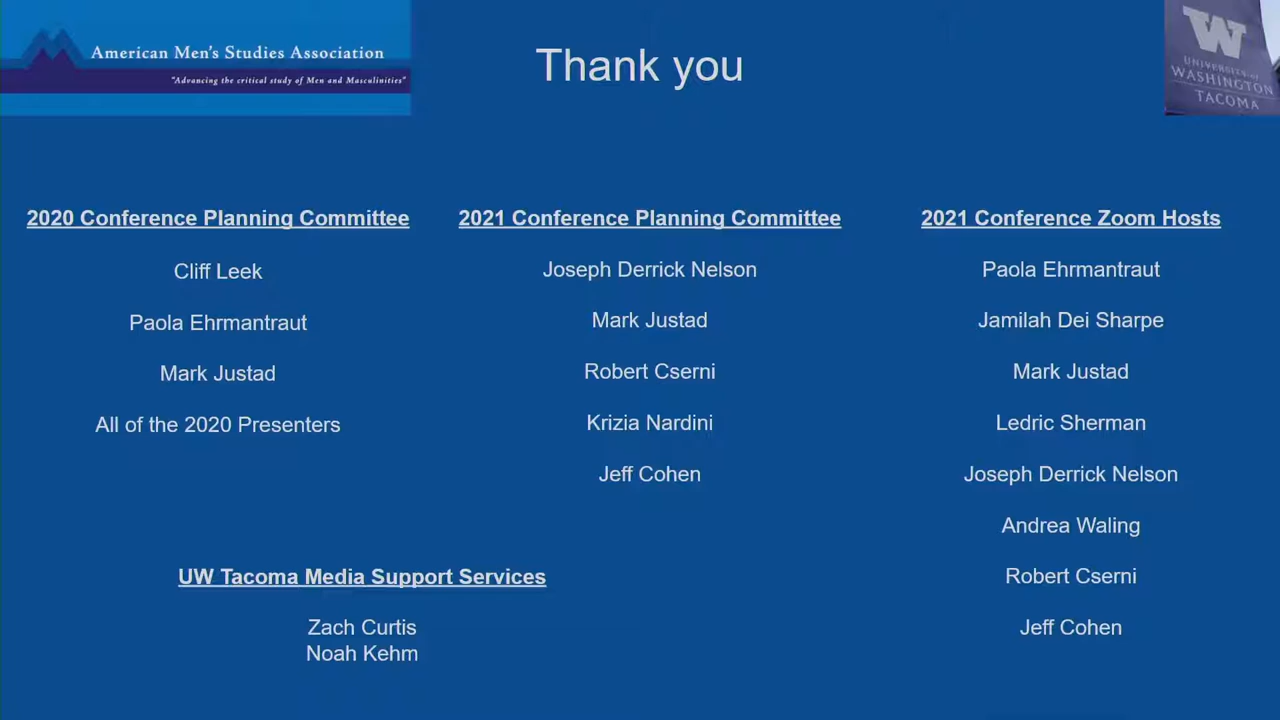 American Men's Studies Association
"Advancing the critical study of Men and Masculinities"
Thank you
W
UNIVERSITY of
WASHINGTON
TACOMA
2020 Conference Planning Committee
Cliff Leek
Paola Ehrmantraut
Mark Justad
All of the 2020 Presenters
2021 Conference Planning Committee
Joseph Derrick Nelson
Mark Justad
Robert Cserni
Krizia Nardini
Jeff Cohen
2021 Conference Zoom Hosts
Paola Ehrmantraut
Jamilah Dei Sharpe
Mark Justad
Ledric Sherman
Joseph Derrick Nelson
Andrea Waling
Robert Cserni
Jeff Cohen
UW Tacoma Media Support Services
Zach Curtis
Noah Kehm